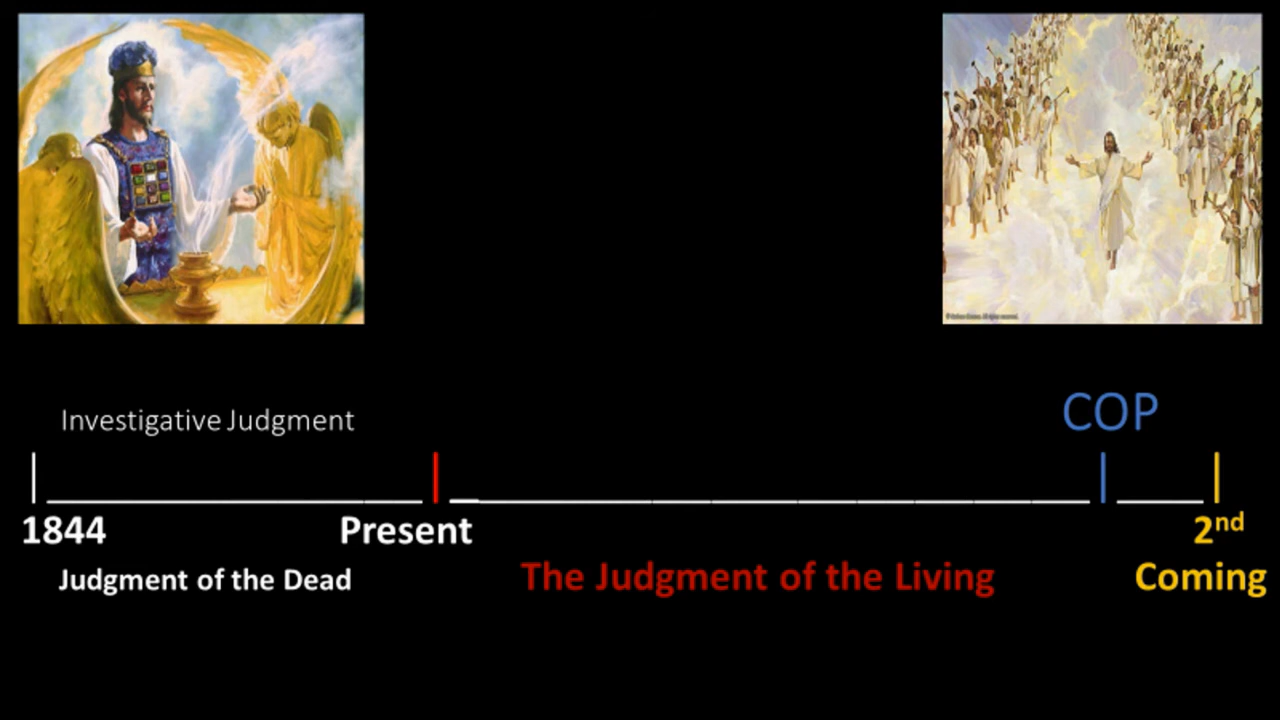 Investigative Judgment
COP
1844
Present
2nd
Coming
Judgment of the Dead
The Judgment of the Living